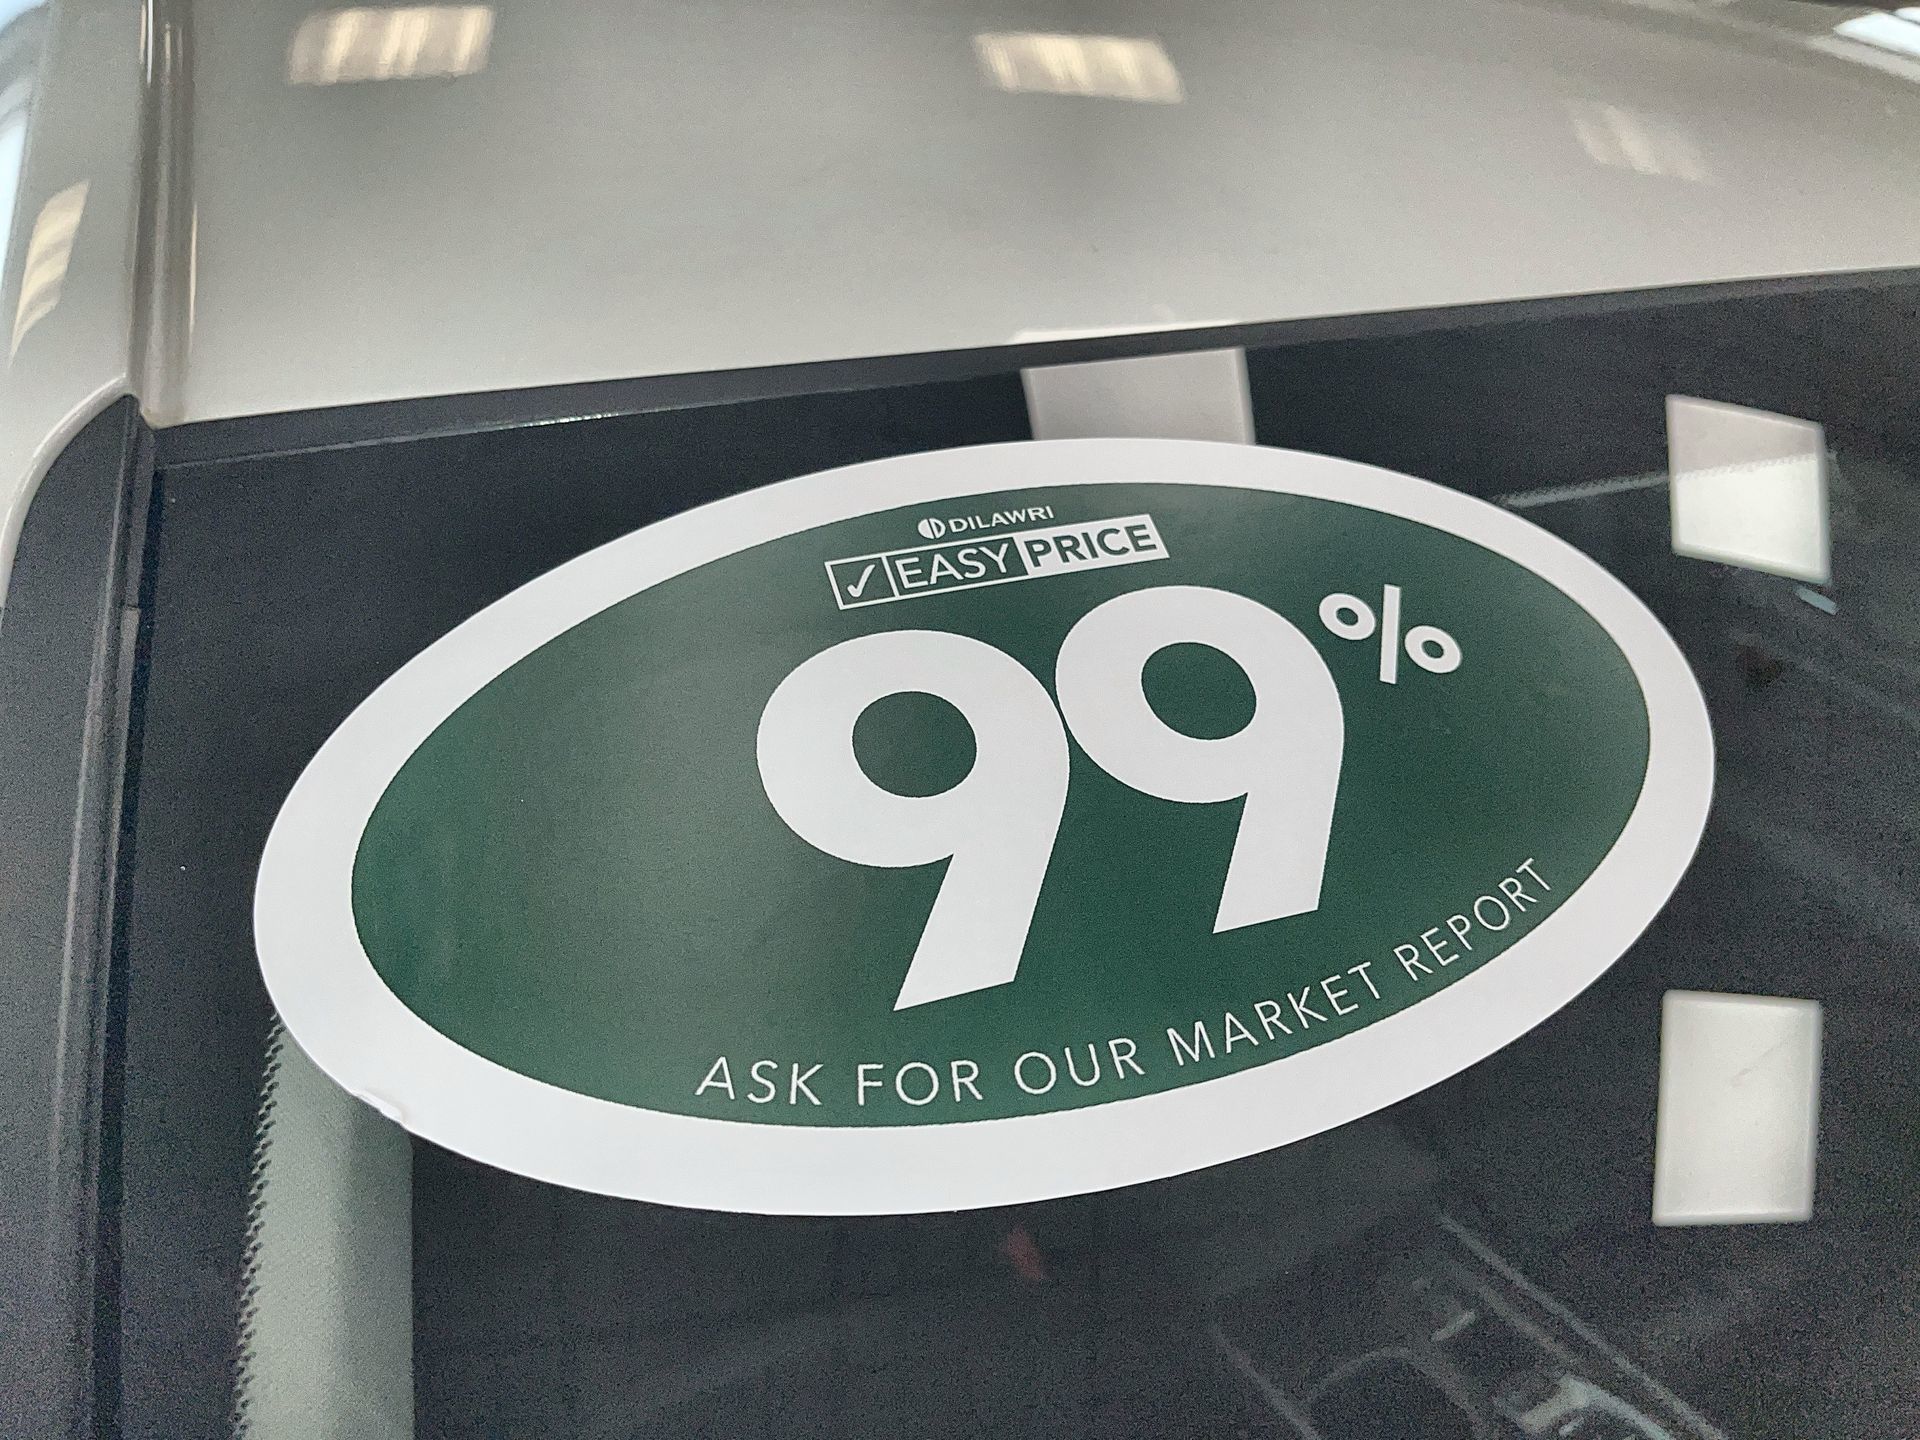 DILAWRI
✓ EASY PRICE
99%
ASK FOR OUR MARKET REPORT